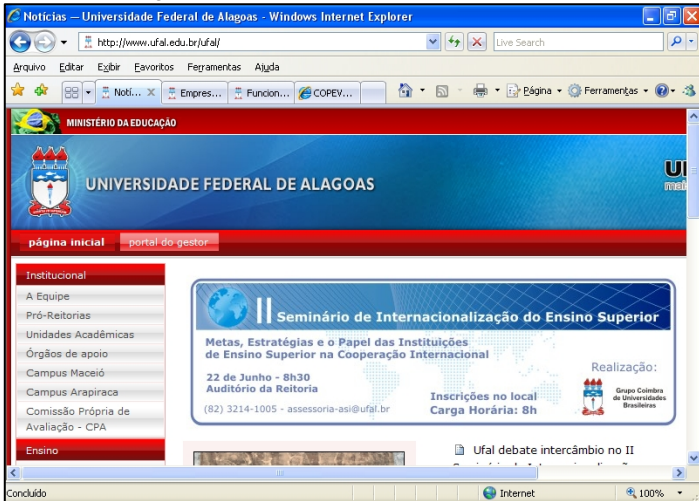 Notícias — Universidade Federal de Alagoas - Windows Internet Explorer
http://www.ufal.edu.br/ufal/
Live Search
Arquivo Editar Exibir Favoritos Ferramentas Ajuda
Notí... Empres... Funcion... COPEV... Página Ferramentas
MINISTÉRIO DA EDUCAÇÃO
UNIVERSIDADE FEDERAL DE ALAGOAS
página inicial portal do gestor
Institucional
A Equipe
Pró-Reitorias
Unidades Acadêmicas
Órgãos de apoio
Campus Maceió
Campus Arapiraca
Comissão Própria de
Avaliação - CPA
Ensino
II Seminário de Internacionalização do Ensino Superior
Metas, Estratégias e o Papel das Instituições
de Ensino Superior na Cooperação Internacional
22 de Junho - 8h30
Auditório da Reitoria
(82) 3214-1005 - assessoria-asi@ufal.br
Inscrições no local
Carga Horária: 8h
Realização:
Grupo Coimbra
de Universidades
Brasileiras
Ufal debate intercâmbio no II
Concluído
Internet
100%